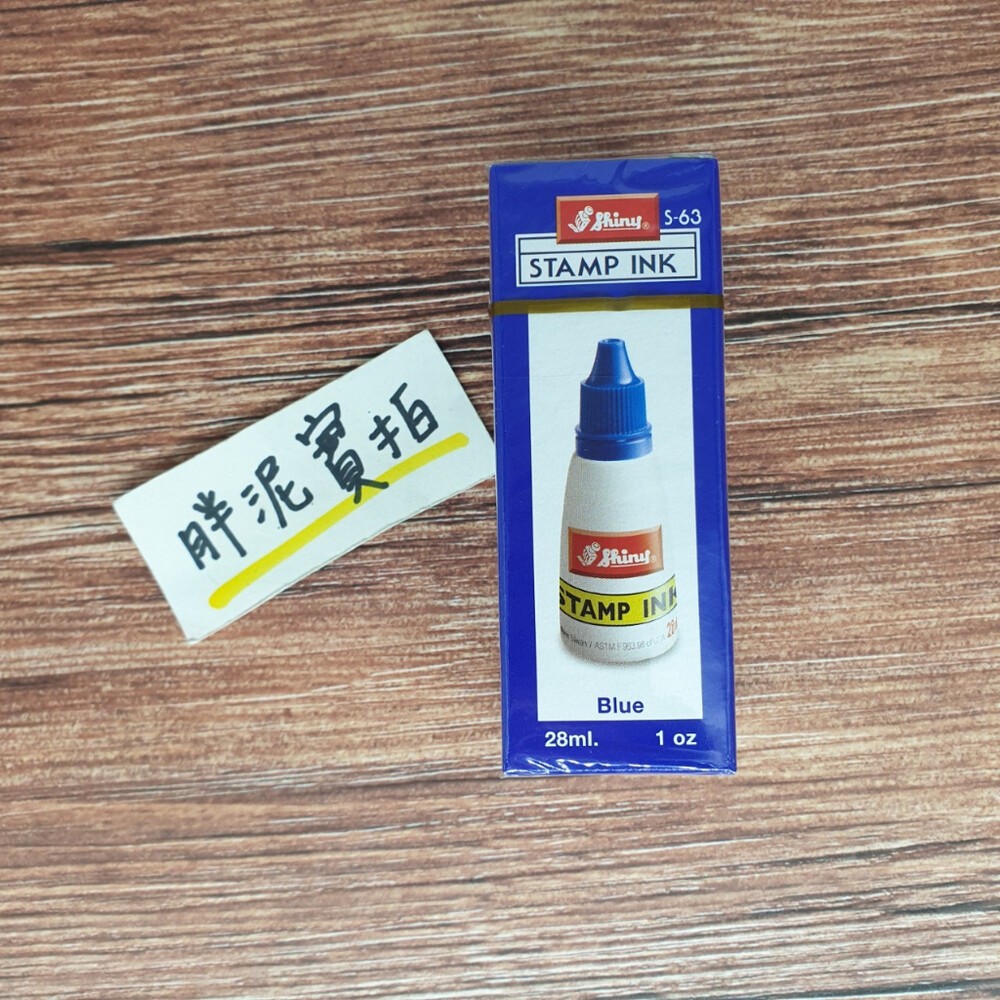 胖泥實拍
Shiny® S-63
STAMP INK
Shiny
STAMP INK
Blue
28ml. 1 oz